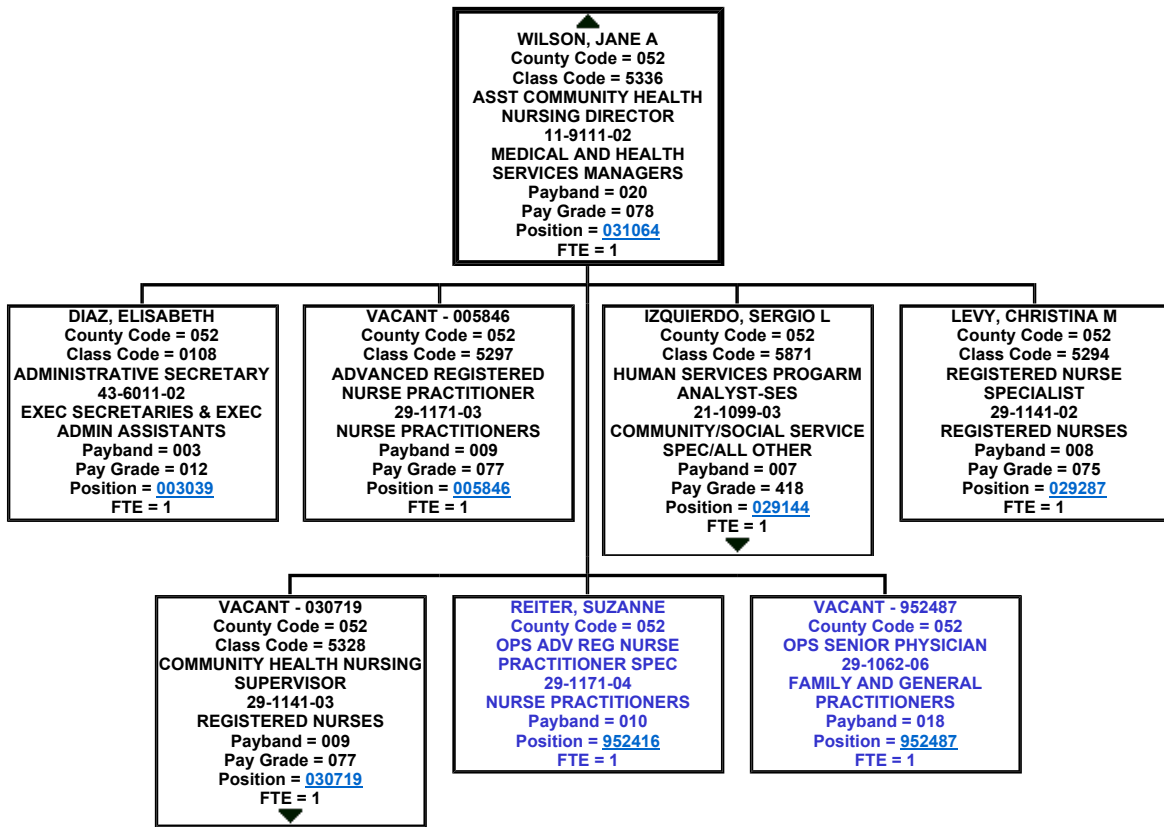 WILSON, JANE A
County Code = 052
Class Code = 5336
ASST COMMUNITY HEALTH
NURSING DIRECTOR
11-9111-02
MEDICAL AND HEALTH
SERVICES MANAGERS
Payband = 020
Pay Grade = 078
Position = 031064
FTE = 1
DIAZ, ELISABETH
County Code = 052
Class Code = 0108
ADMINISTRATIVE SECRETARY
43-6011-02
EXEC SECRETARIES & EXEC
ADMIN ASSISTANTS
Payband = 003
Pay Grade = 012
Position = 003039
FTE = 1
VACANT - 005846
County Code = 052
Class Code = 5297
ADVANCED REGISTERED
NURSE PRACTITIONER
29-1171-03
NURSE PRACTITIONERS
Payband = 009
Pay Grade = 077
Position = 005846
FTE = 1
IZQUIERDO, SERGIO L
County Code = 052
Class Code = 5871
HUMAN SERVICES PROGARM
ANALYST-SES
21-1099-03
COMMUNITY/SOCIAL SERVICE
SPEC/ALL OTHER
Payband = 007
Pay Grade = 418
Position = 029144
FTE = 1
LEVY, CHRISTINA M
County Code = 052
Class Code = 5294
REGISTERED NURSE
SPECIALIST
29-1141-02
REGISTERED NURSES
Payband = 008
Pay Grade = 075
Position = 029287
FTE = 1
VACANT - 030719
County Code = 052
Class Code = 5328
COMMUNITY HEALTH NURSING
SUPERVISOR
29-1141-03
REGISTERED NURSES
Payband = 009
Pay Grade = 077
Position = 030719
FTE = 1
REITER, SUZANNE
County Code = 052
OPS ADV REG NURSE
PRACTITIONER SPEC
29-1171-04
NURSE PRACTITIONERS
Payband = 010
Position = 952416
FTE = 1
VACANT - 952487
County Code = 052
OPS SENIOR PHYSICIAN
29-1062-06
FAMILY AND GENERAL
PRACTITIONERS
Payband = 018
Position = 952487
FTE = 1